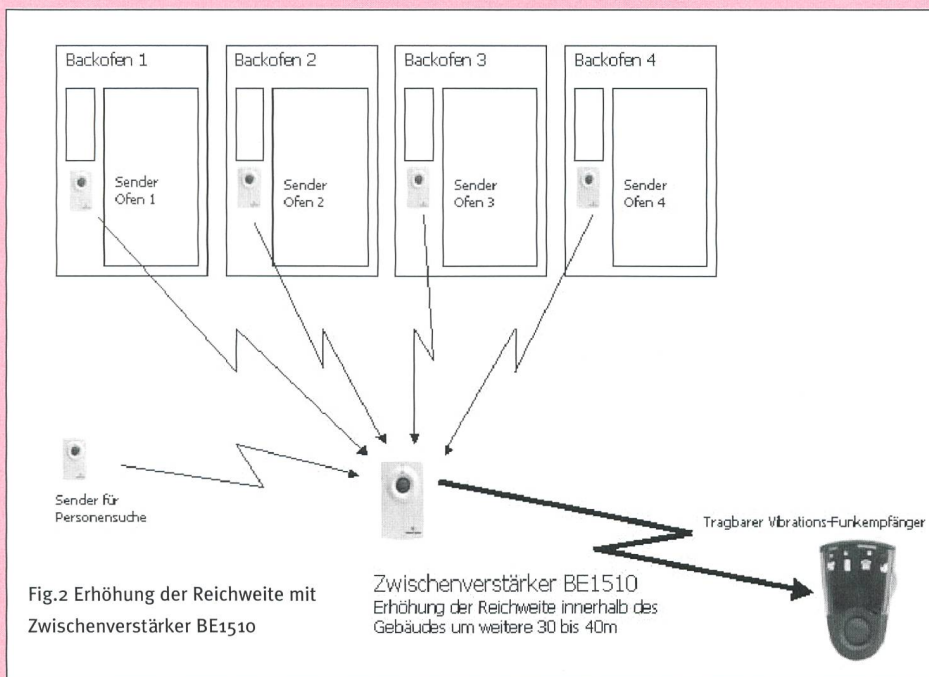 Backofen 1
Backofen 2
Backofen 3
Backofen 4
Sender
Ofen 1
Sender
Ofen 2
Sender
Ofen 3
Sender
Ofen 4
Sender für
Personensuche
Tragbarer Vibrations-Funkempfänger
Fig.2 Erhöhung der Reichweite mit
Zwischenverstärker BE1510
Zwischenverstärker BE1510
Erhöhung der Reichweite innerhalb des
Gebäudes um weitere 30 bis 40m